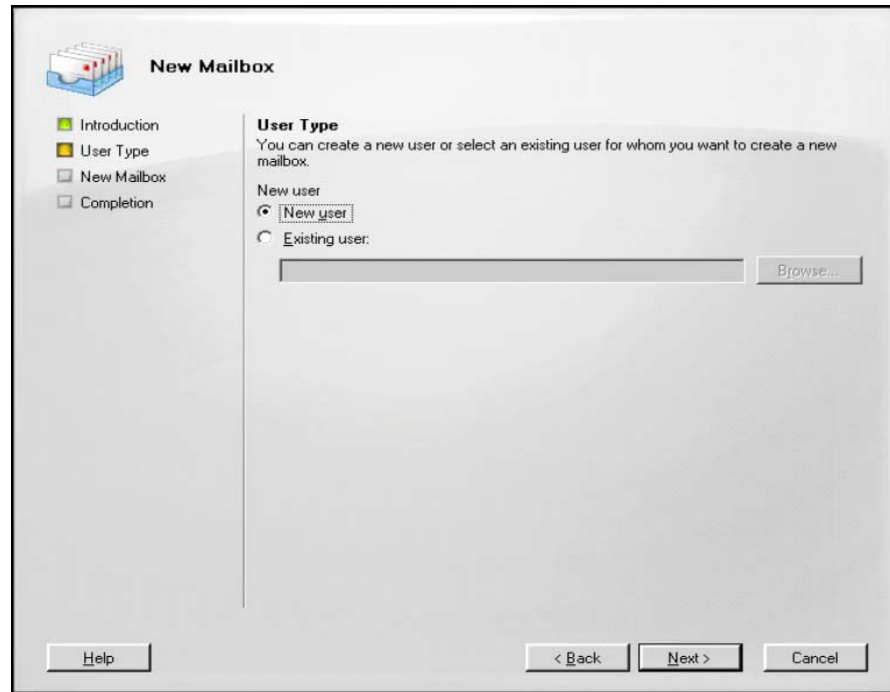 New Mailbox
Introduction
User Type
New Mailbox
Completion
User Type
You can create a new user or select an existing user for whom you want to create a new
mailbox.
New user
New user
Existing user:
Browse...
Help
< Back
Next >
Cancel